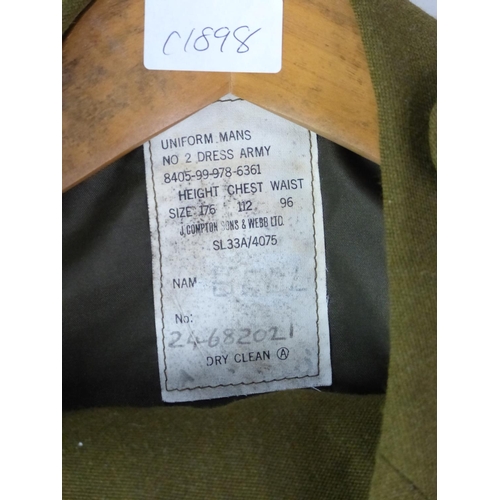 C1898
UNIFORM MANS
NO 2 DRESS ARMY
8405-99-978-6361
HEIGHT CHEST WAIST
SIZE 176 112 96
J. COMPTON SONS & WEBB LTD.
SL33A/4075
NAM
No:
24682021
DRY CLEAN Ⓐ